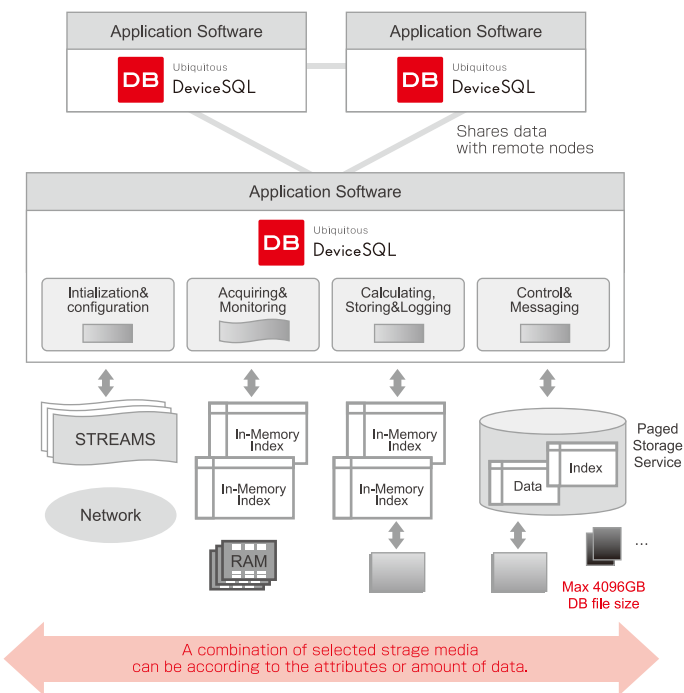 Application Software
DB
Ubiquitous
DeviceSQL
Application Software
DB
Ubiquitous
DeviceSQL
Shares data
with remote nodes
Application Software
DB
Ubiquitous
DeviceSQL
Intialization&
configuration
Acquiring&
Monitoring
Calculating,
Storing&Logging
Control&
Messaging
STREAMS
In-Memory
Index
In-Memory
Index
In-Memory
Index
In-Memory
Index
Data
Index
Paged
Storage
Service
Network
RAM
...
Max 4096GB
DB file size
A combination of selected strage media
can be according to the attributes or amount of data.